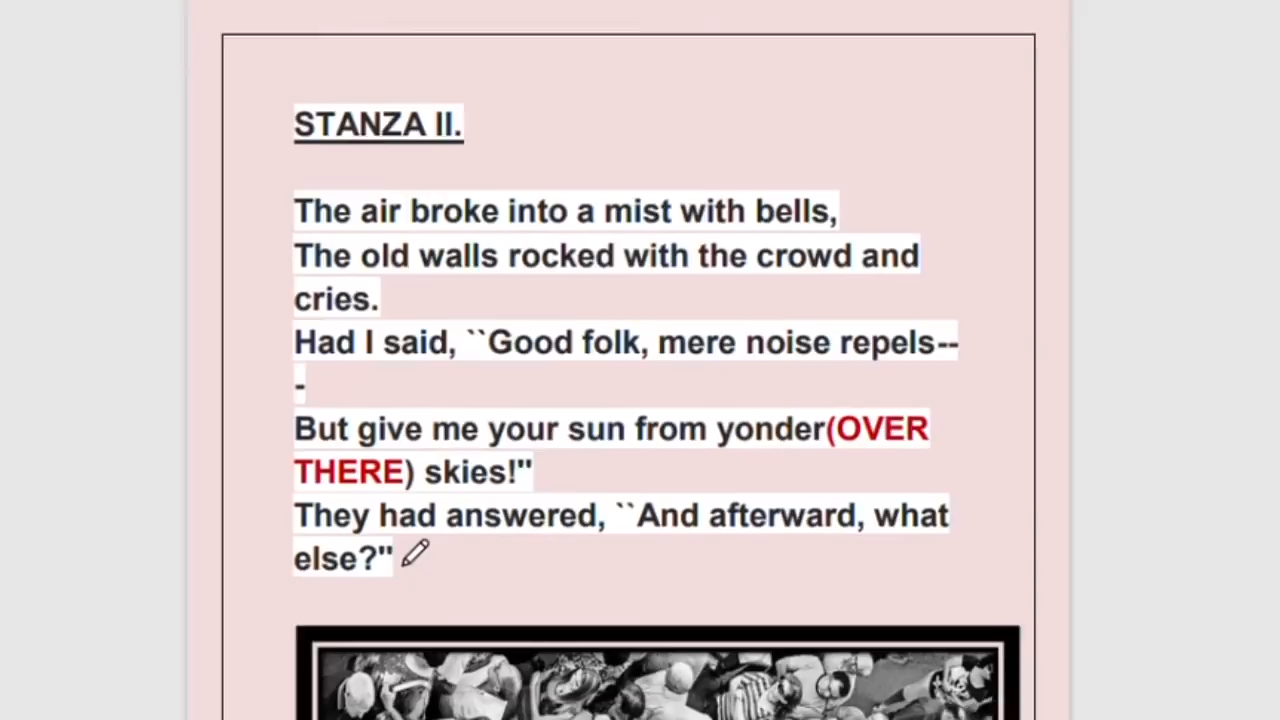 STANZA II.
The air broke into a mist with bells,
The old walls rocked with the crowd and
cries.
Had I said, ``Good folk, mere noise repels--
-
But give me your sun from yonder(OVER
THERE) skies!''
They had answered, ``And afterward, what
else?''